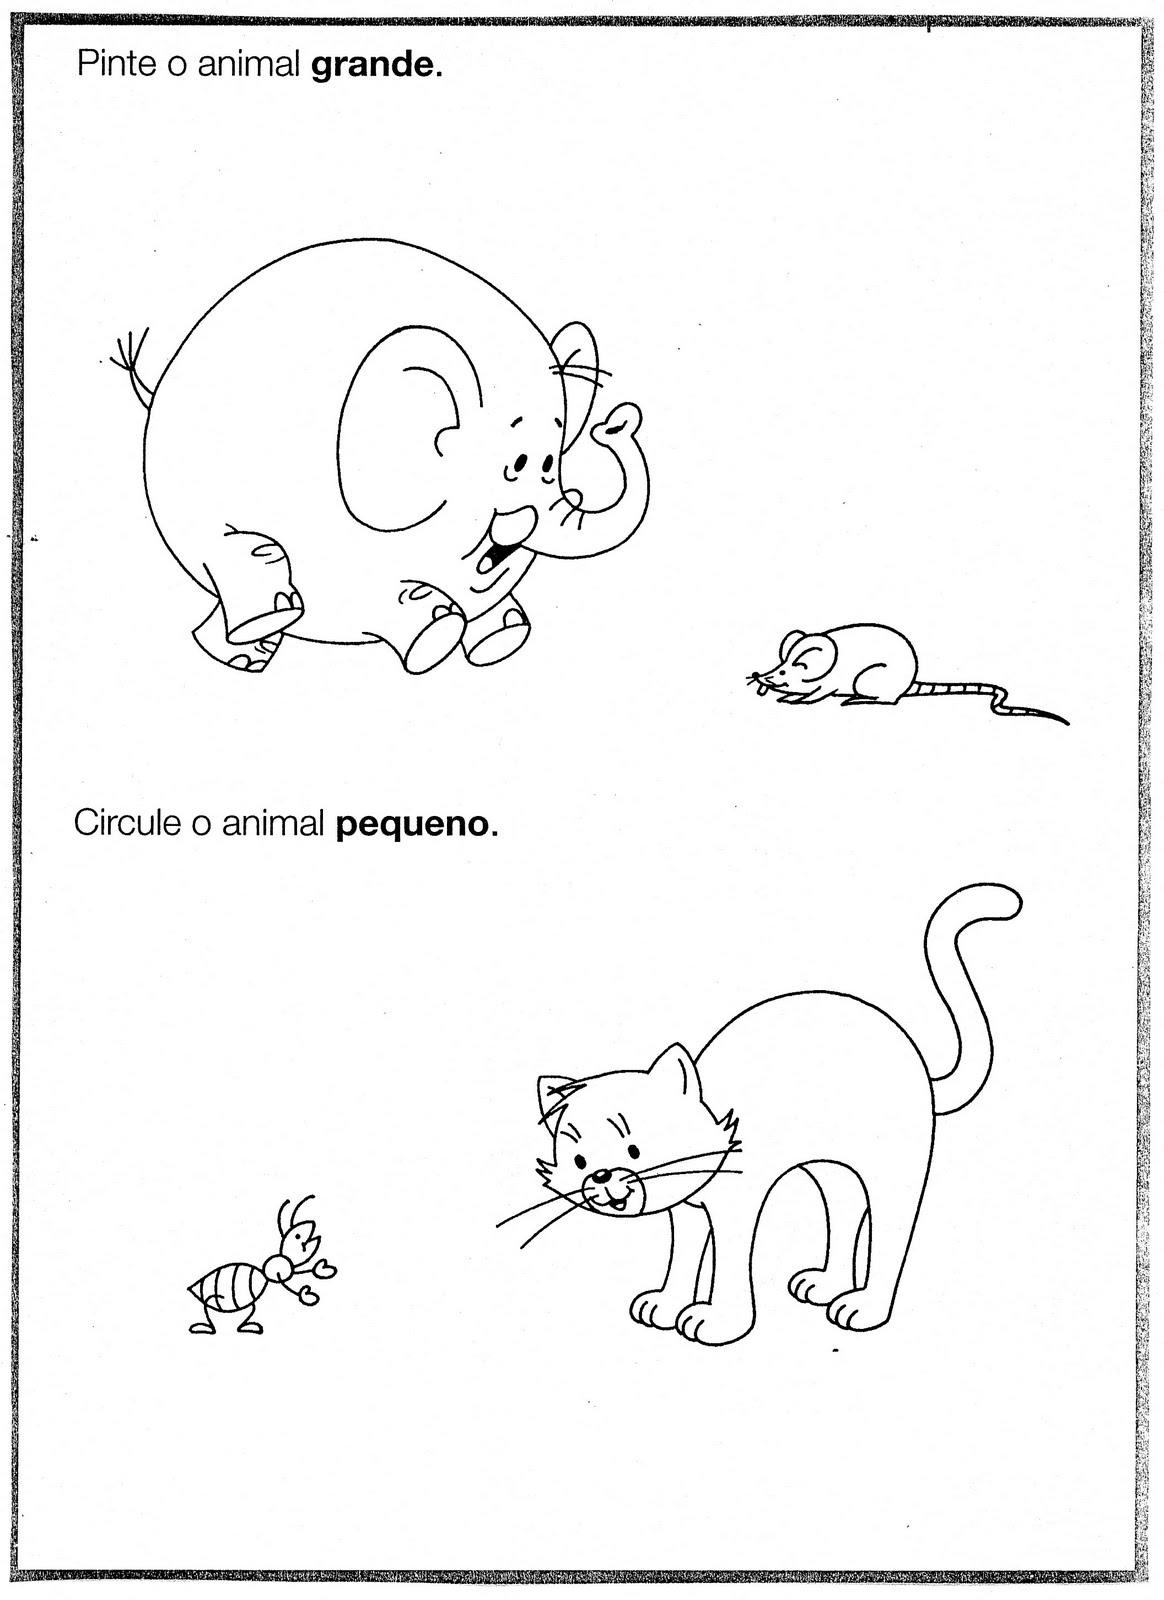 Pinte o animal grande.
Circule o animal pequeno.